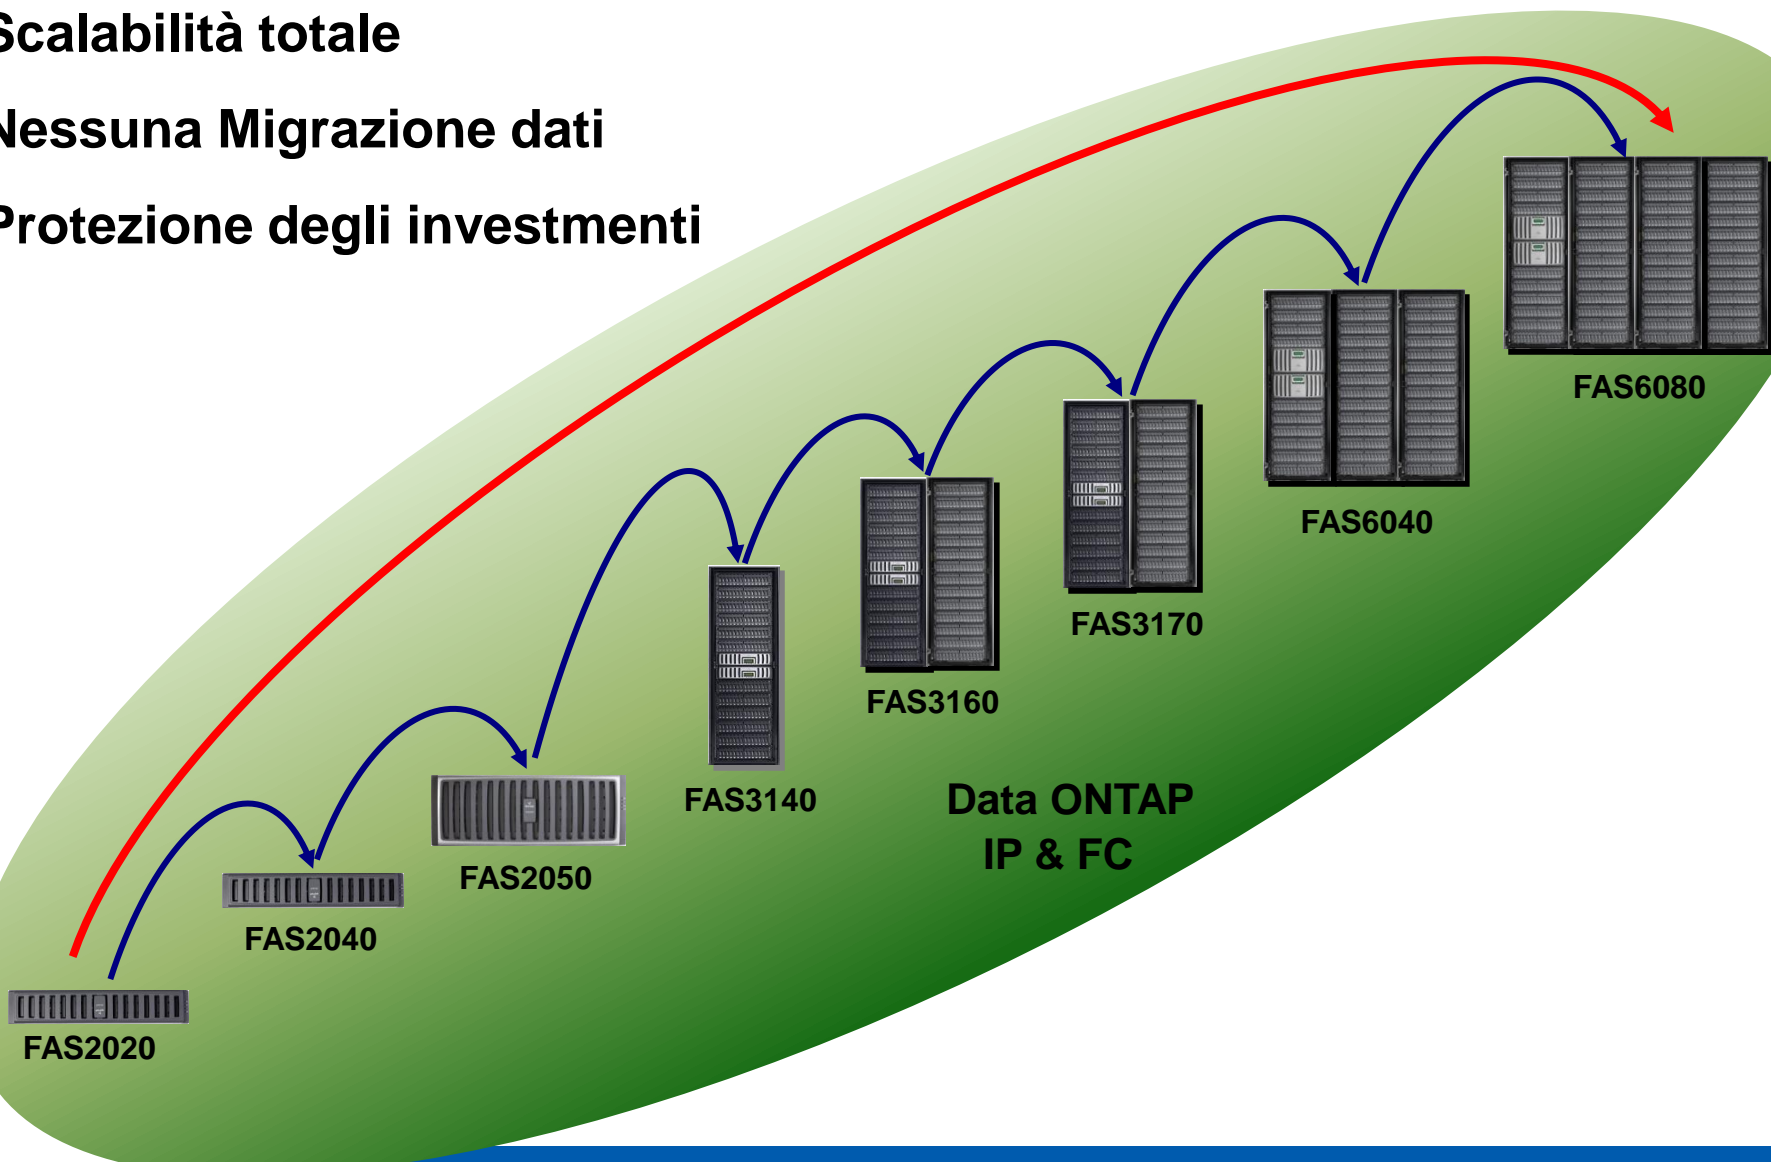 Scalabilità totale
Nessuna Migrazione dati
Protezione degli investmenti
FAS6080
FAS6040
FAS3170
FAS3160
FAS3140
Data ONTAP
IP & FC
FAS2050
FAS2040
FAS2020